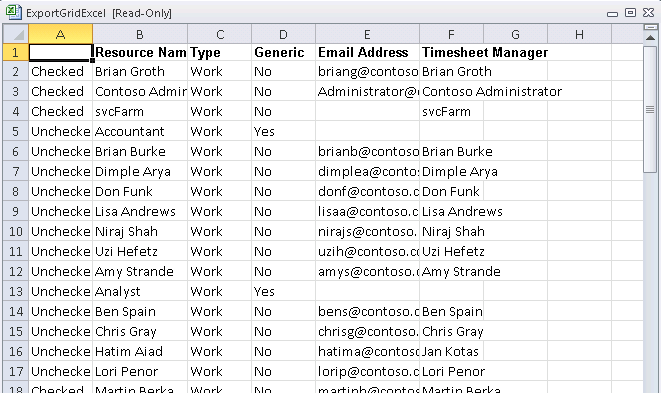 ExportGridExcel [Read-Only]
A B C D E F G H
1 Resource Nam Type Generic Email Address Timesheet Manager
2 Checked Brian Groth Work No briang@contoso. Brian Groth
3 Checked Contoso Admir Work No Administrator@ Contoso Administrator
4 Checked svcFarm Work No svcFarm
5 Unchecke Accountant Work Yes
6 Unchecke Brian Burke Work No brianb@contoso. Brian Burke
7 Unchecke Dimple Arya Work No dimplea@contoso Dimple Arya
8 Unchecke Don Funk Work No donf@contoso.c Don Funk
9 Unchecke Lisa Andrews Work No lisaa@contoso.c Lisa Andrews
10 Unchecke Niraj Shah Work No nirajs@contoso. Niraj Shah
11 Unchecke Uzi Hefetz Work No uzih@contoso.c Uzi Hefetz
12 Unchecke Amy Strande Work No amys@contoso. Amy Strande
13 Unchecke Analyst Work Yes
14 Unchecke Ben Spain Work No bens@contoso.c Ben Spain
15 Unchecke Chris Gray Work No chrisg@contoso. Chris Gray
16 Unchecke Hatim Aiad Work No hatima@contoso Jan Kotas
17 Unchecke Lori Penor Work No lorip@contoso.c Lori Penor
18 Checked Martin Berka Work No martinb@contos Martin Berka